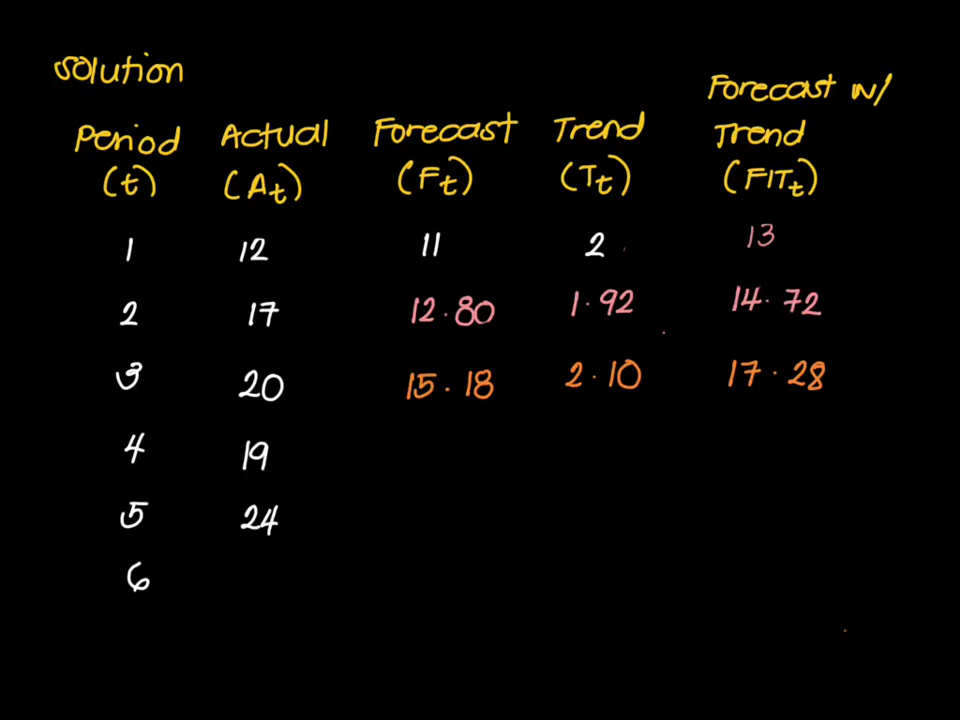 Solution
Period (t) Actual (At) Forecast (Ft) Trend (Tt) Forecast w/ Trend (FITt)
1 12 11 2 13
2 17 12.80 1.92 14.72
3 20 15.18 2.10 17.28
4 19
5 24
6